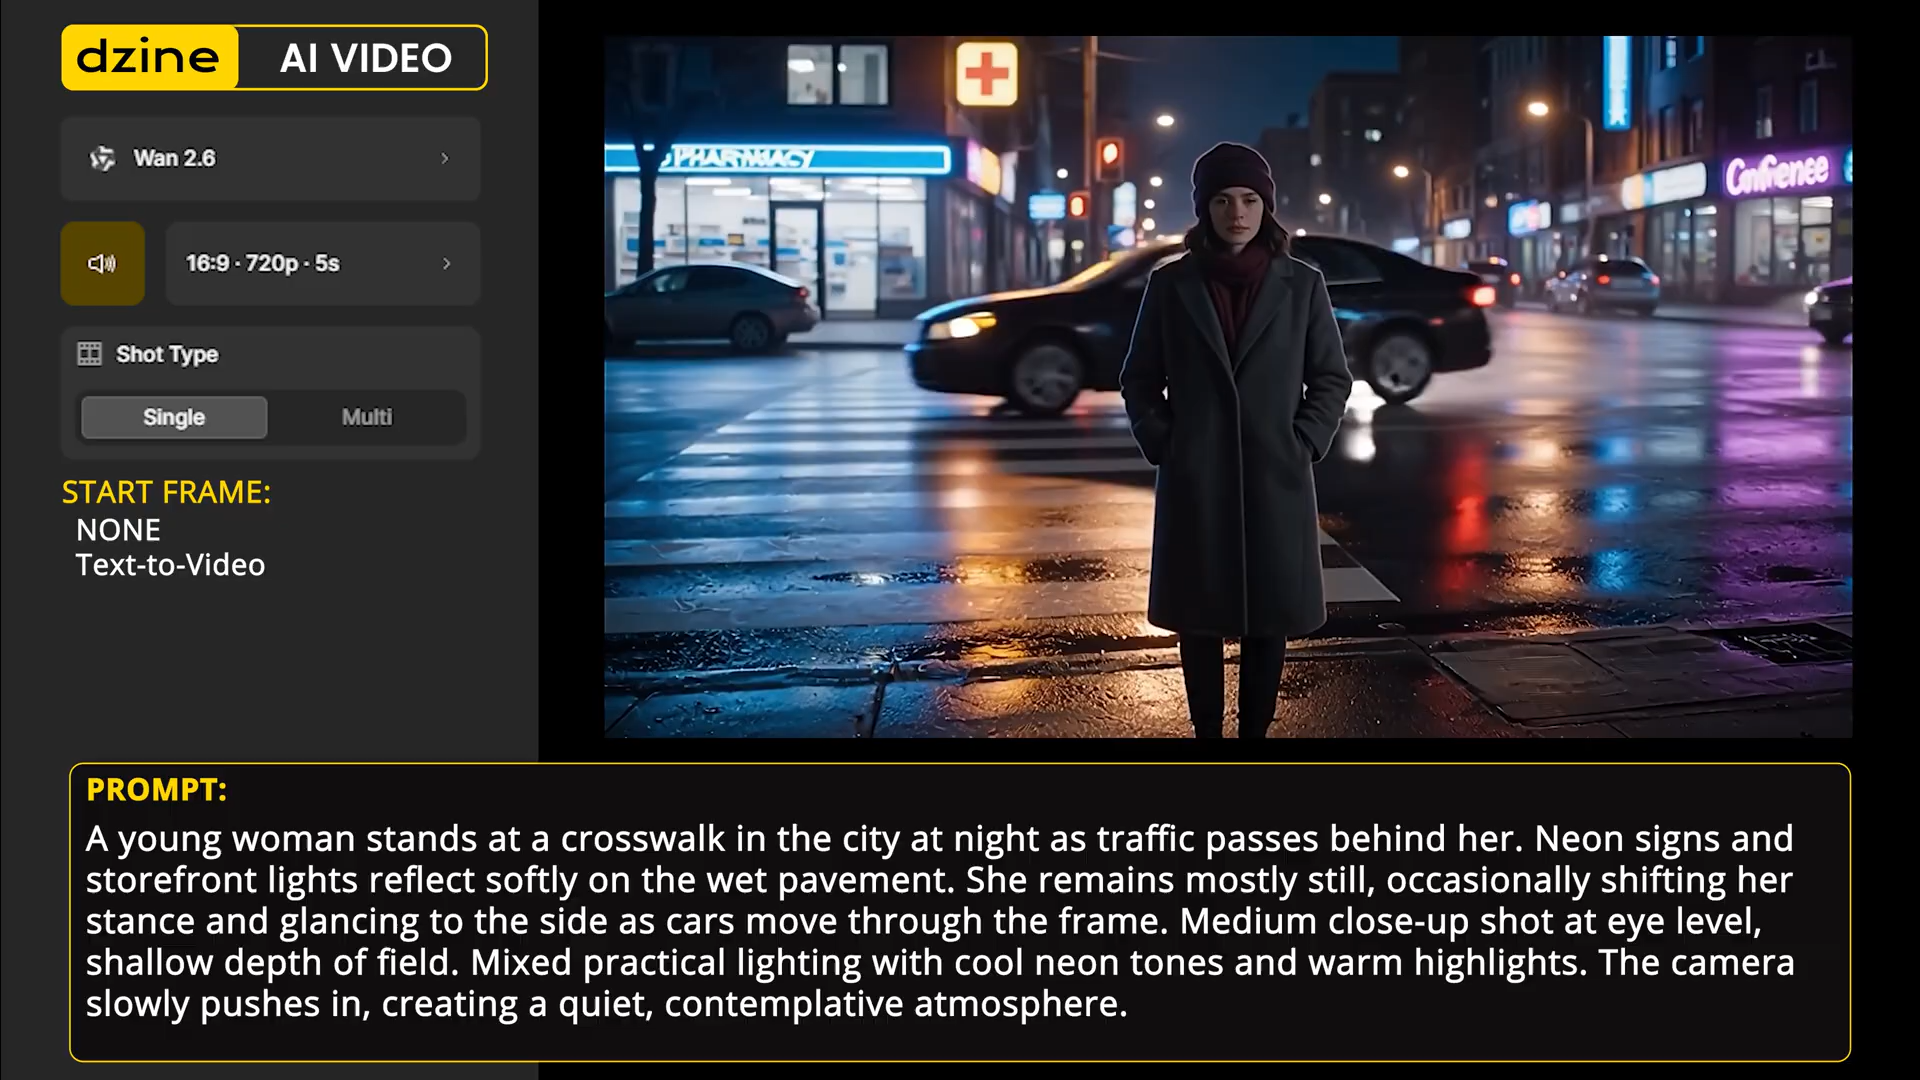 dzine AI VIDEO
Wan 2.6
16:9 · 720p · 5s
Shot Type
Single Multi
START FRAME:
NONE
Text-to-Video
PHARMACY
Confrence
PROMPT:
A young woman stands at a crosswalk in the city at night as traffic passes behind her. Neon signs and
storefront lights reflect softly on the wet pavement. She remains mostly still, occasionally shifting her
stance and glancing to the side as cars move through the frame. Medium close-up shot at eye level,
shallow depth of field. Mixed practical lighting with cool neon tones and warm highlights. The camera
slowly pushes in, creating a quiet, contemplative atmosphere.